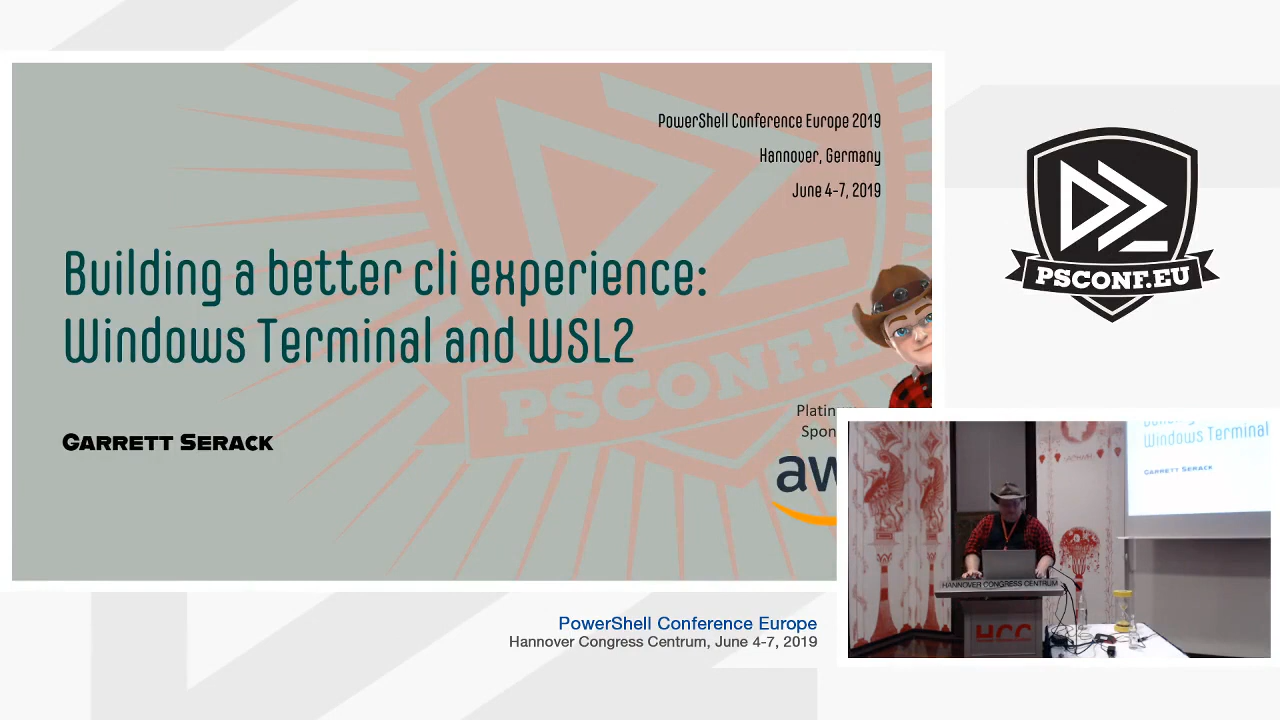 PowerShell Conference Europe 2019
Hannover, Germany
June 4-7, 2019
Building a better cli experience:
Windows Terminal and WSL2
GARRETT SERACK
PSCONF.EU
PSCONF.EU
Windows Terminal
GARRETT SERACK
HANNOVER CONGRESS CENTRUM
HCC
PowerShell Conference Europe
Hannover Congress Centrum, June 4-7, 2019